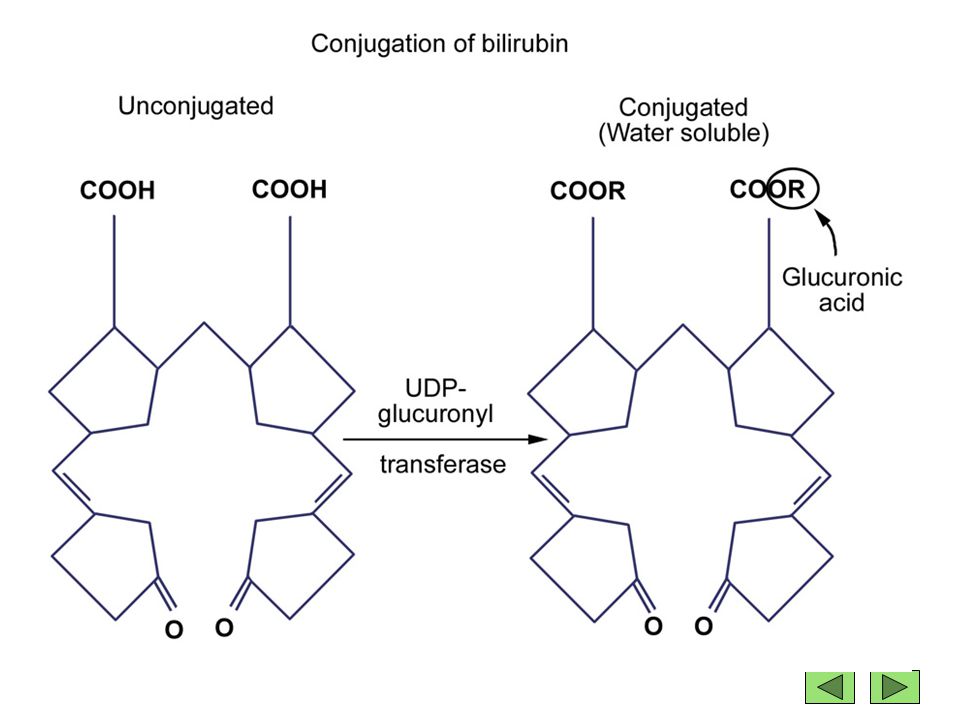 Conjugation of bilirubin
Unconjugated
Conjugated
(Water soluble)
COOH
COOH
COOR
COOR
Glucuronic
acid
UDP-
glucuronyl
transferase
O
O
O
O